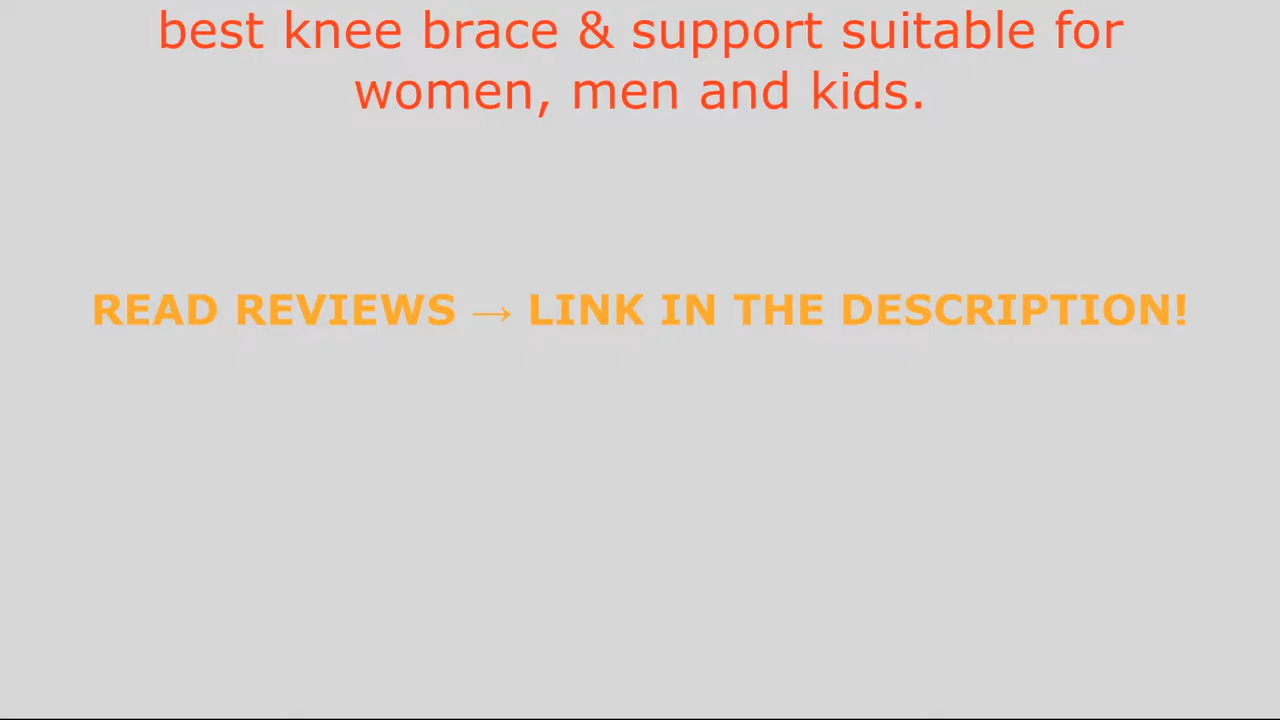 best knee brace & support suitable for
women, men and kids.
READ REVIEWS → LINK IN THE DESCRIPTION!